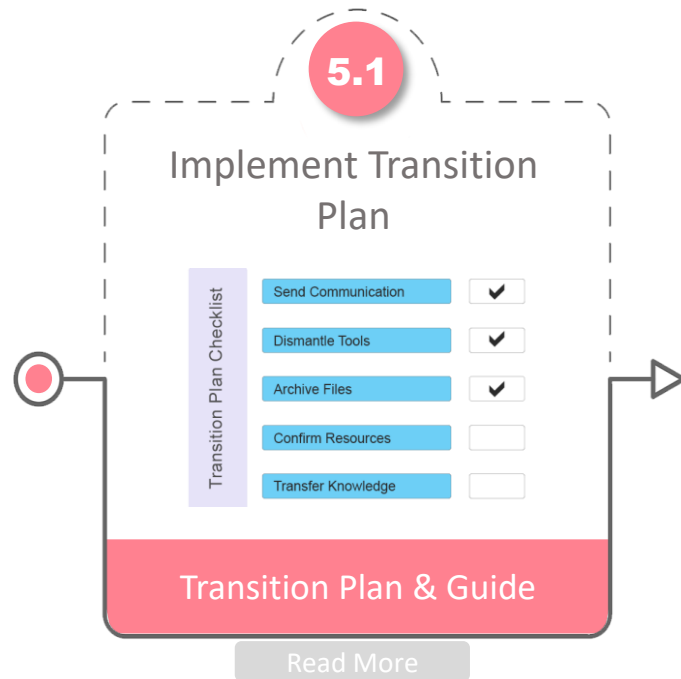 5.1
Implement Transition
Plan
Transition Plan Checklist
Send Communication
Dismantle Tools
Archive Files
Confirm Resources
Transfer Knowledge
Transition Plan & Guide
Read More